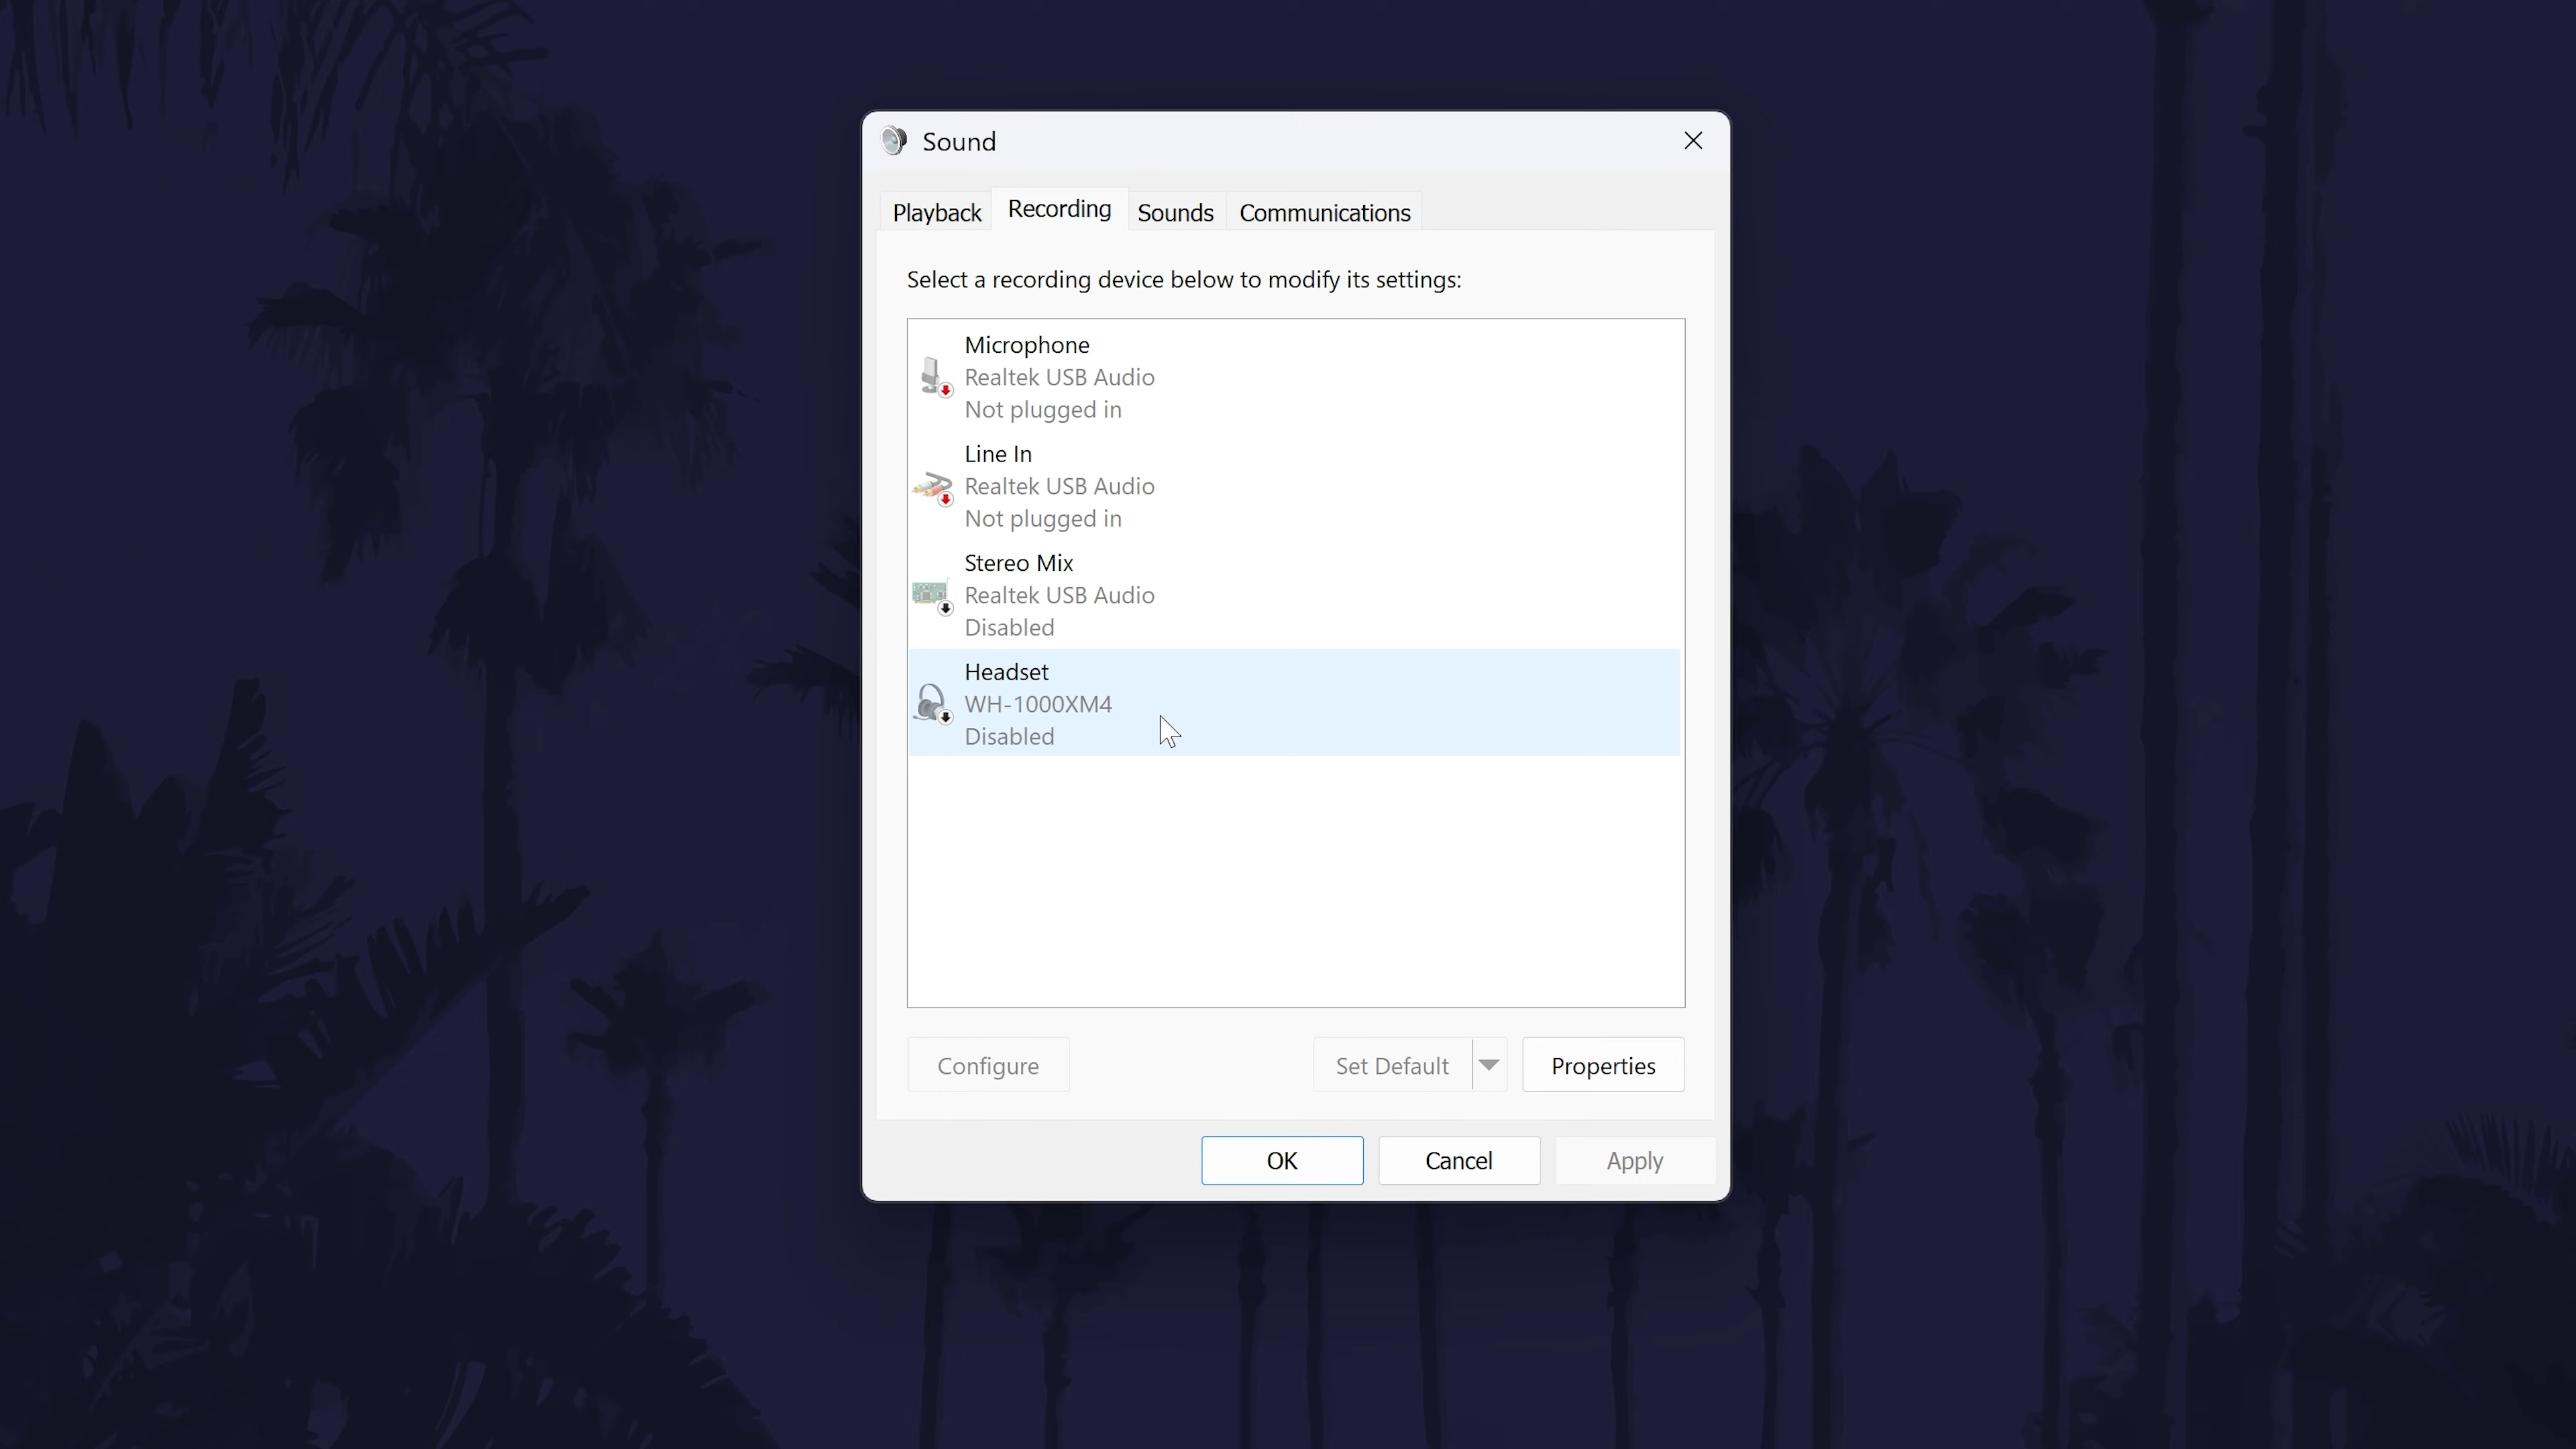 Sound
Playback Recording Sounds Communications
Select a recording device below to modify its settings:
Microphone
Realtek USB Audio
Not plugged in
Line In
Realtek USB Audio
Not plugged in
Stereo Mix
Realtek USB Audio
Disabled
Headset
WH-1000XM4
Disabled
Configure Set Default Properties
OK Cancel Apply